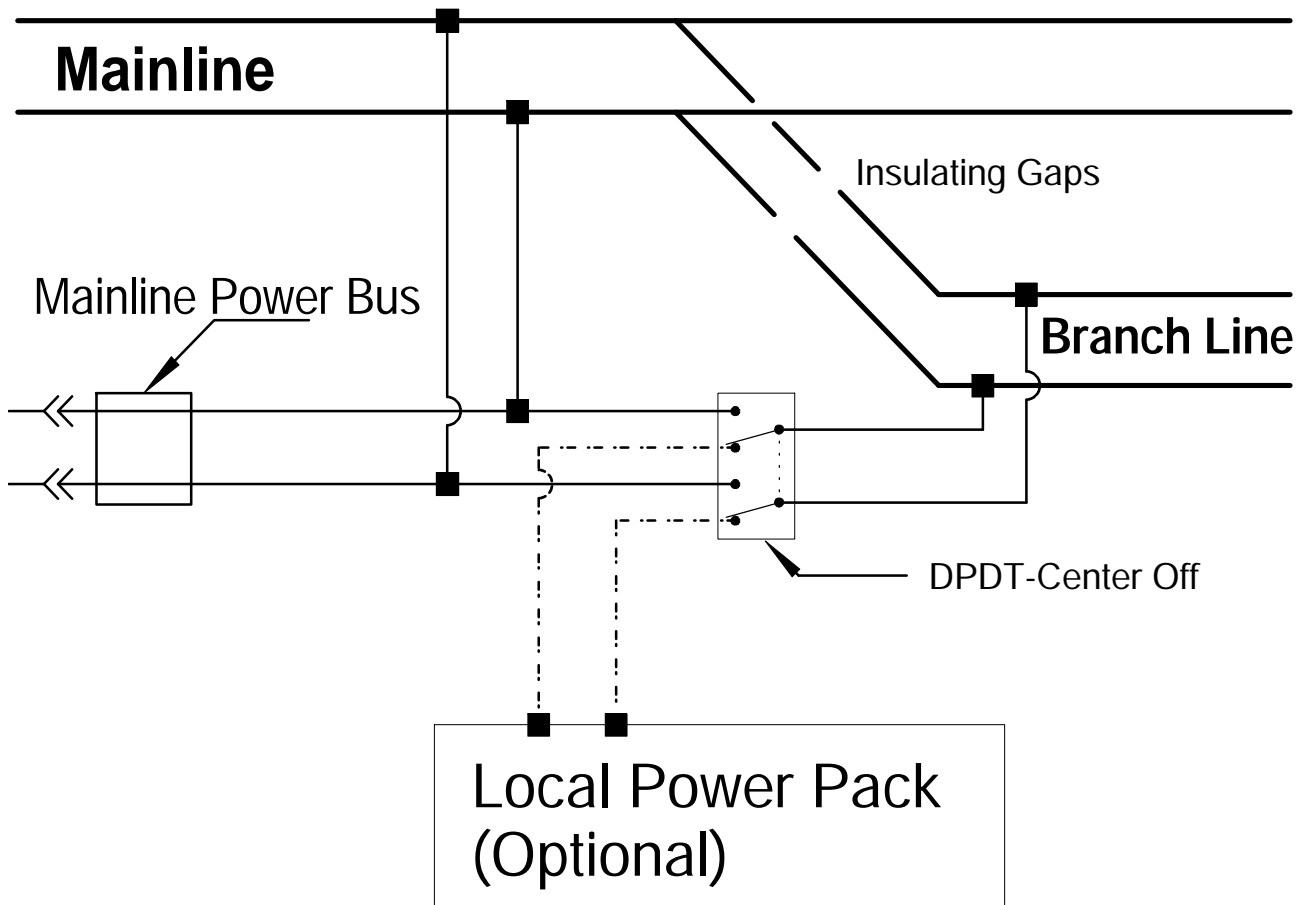 Mainline
Insulating Gaps
Mainline Power Bus
Branch Line
DPDT-Center Off
Local Power Pack
(Optional)